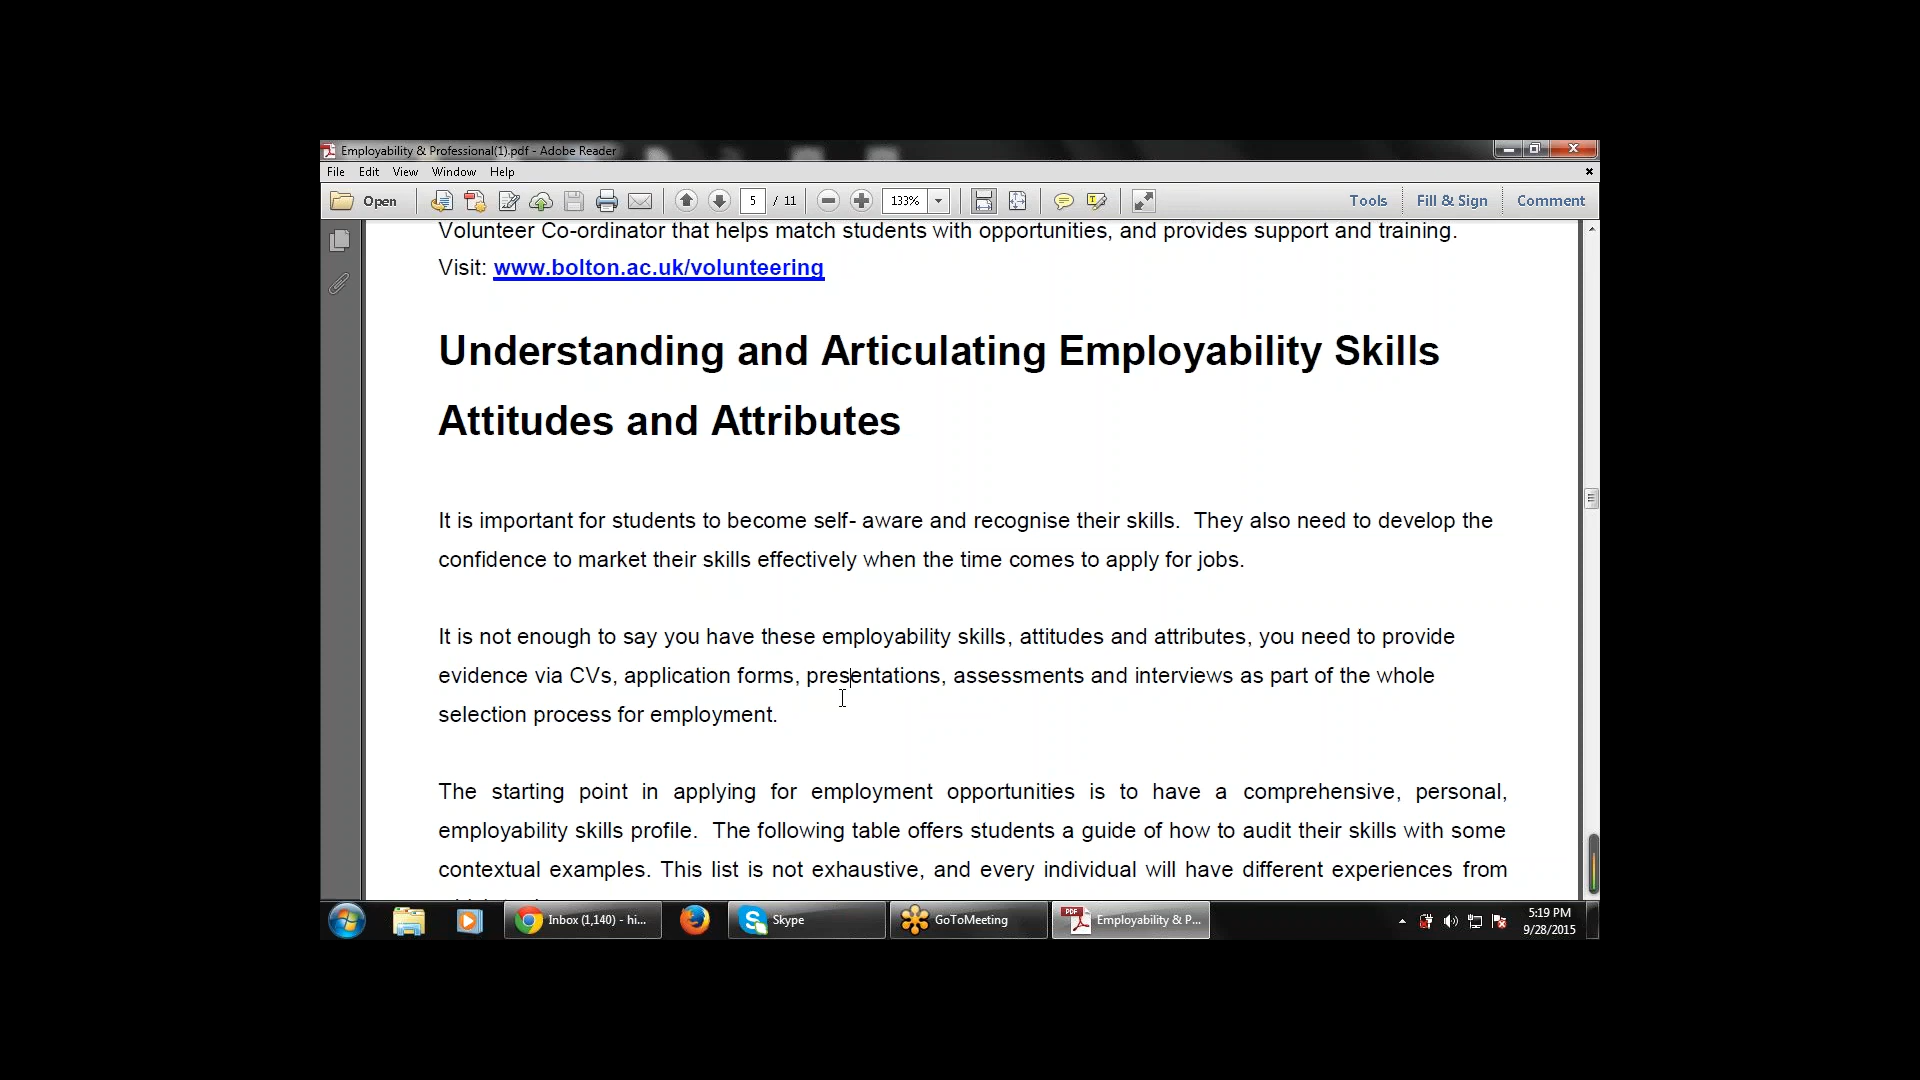 Employability & Professional(1).pdf - Adobe Reader
File Edit View Window Help
Open 5 / 11 133% Tools Fill & Sign Comment
Volunteer Co-ordinator that helps match students with opportunities, and provides support and training.
Visit: www.bolton.ac.uk/volunteering
Understanding and Articulating Employability Skills
Attitudes and Attributes
It is important for students to become self- aware and recognise their skills. They also need to develop the
confidence to market their skills effectively when the time comes to apply for jobs.
It is not enough to say you have these employability skills, attitudes and attributes, you need to provide
evidence via CVs, application forms, presentations, assessments and interviews as part of the whole
selection process for employment.
The starting point in applying for employment opportunities is to have a comprehensive, personal,
employability skills profile. The following table offers students a guide of how to audit their skills with some
contextual examples. This list is not exhaustive, and every individual will have different experiences from
Inbox (1,140) - hi... Skype GoToMeeting Employability & P... 5:19 PM
9/28/2015